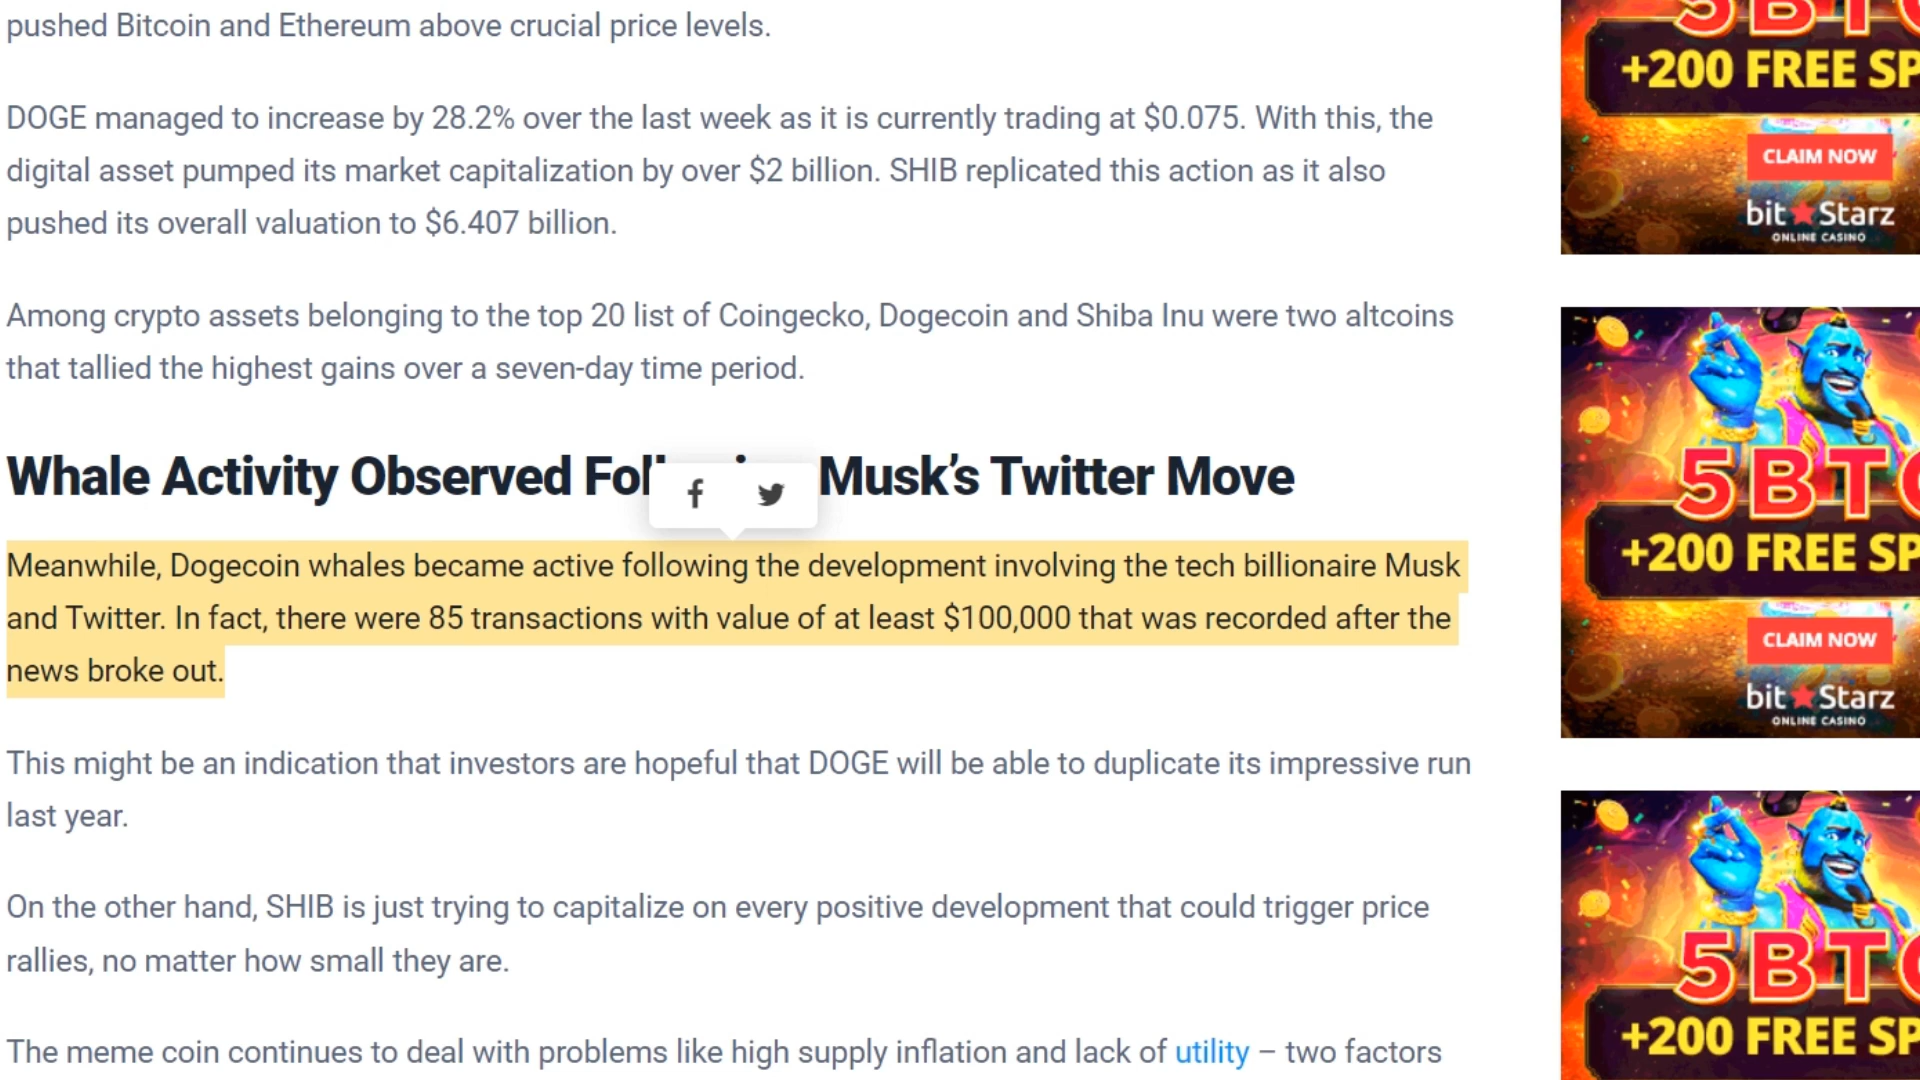 pushed Bitcoin and Ethereum above crucial price levels.
DOGE managed to increase by 28.2% over the last week as it is currently trading at $0.075. With this, the
digital asset pumped its market capitalization by over $2 billion. SHIB replicated this action as it also
pushed its overall valuation to $6.407 billion.
Among crypto assets belonging to the top 20 list of Coingecko, Dogecoin and Shiba Inu were two altcoins
that tallied the highest gains over a seven-day time period.
Whale Activity Observed Musk's Twitter Move
Meanwhile, Dogecoin whales became active following the development involving the tech billionaire Musk
and Twitter. In fact, there were 85 transactions with value of at least $100,000 that was recorded after the
news broke out.
This might be an indication that investors are hopeful that DOGE will be able to duplicate its impressive run
last year.
On the other hand, SHIB is just trying to capitalize on every positive development that could trigger price
rallies, no matter how small they are.
The meme coin continues to deal with problems like high supply inflation and lack of utility – two factors
5 BT
+200 FREE SP
CLAIM NOW
bit Starz
ONLINE CASINO
5 BT
+200 FREE SP
CLAIM NOW
bit Starz
ONLINE CASINO
5 BT
+200 FREE SP